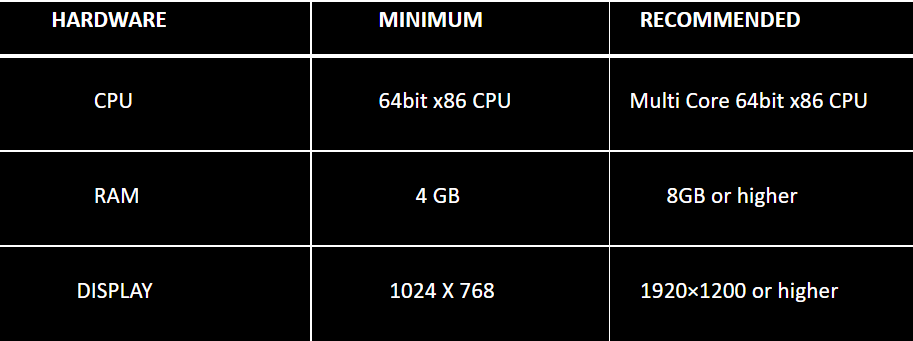 HARDWARE MINIMUM RECOMMENDED
CPU 64bit x86 CPU Multi Core 64bit x86 CPU
RAM 4 GB 8GB or higher
DISPLAY 1024 X 768 1920×1200 or higher